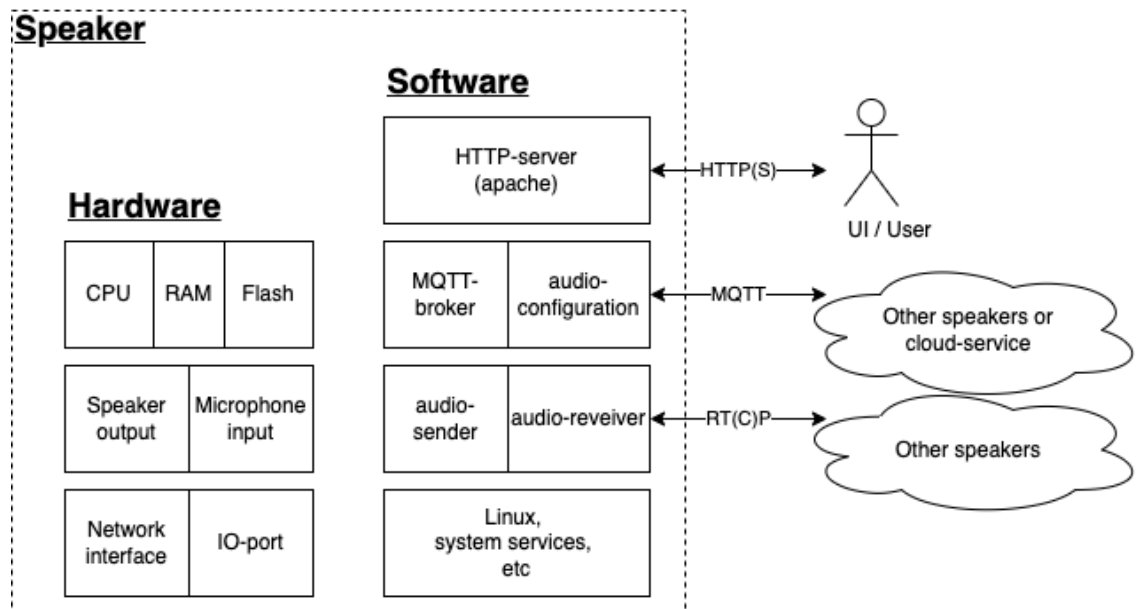 Speaker
Software
HTTP-server
(apache)
HTTP(S)
UI / User
Hardware
CPU
RAM
Flash
MQTT-
broker
audio-
configuration
MQTT
Other speakers or
cloud-service
Speaker
output
Microphone
input
audio-
sender
audio-reveiver
RT(C)P
Other speakers
Network
interface
IO-port
Linux,
system services,
etc